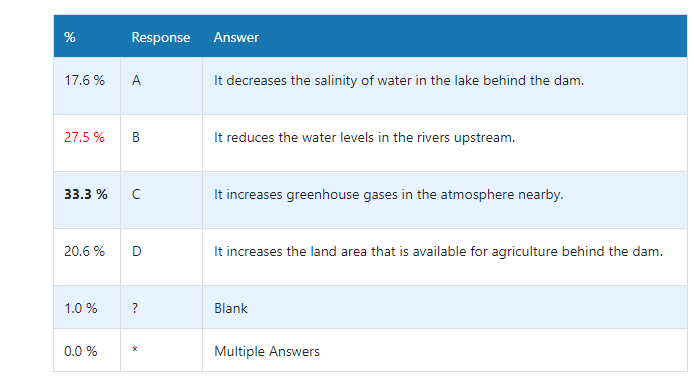 % Response Answer
17.6 % A It decreases the salinity of water in the lake behind the dam.
27.5 % B It reduces the water levels in the rivers upstream.
33.3 % C It increases greenhouse gases in the atmosphere nearby.
20.6 % D It increases the land area that is available for agriculture behind the dam.
1.0 % ? Blank
0.0 % * Multiple Answers